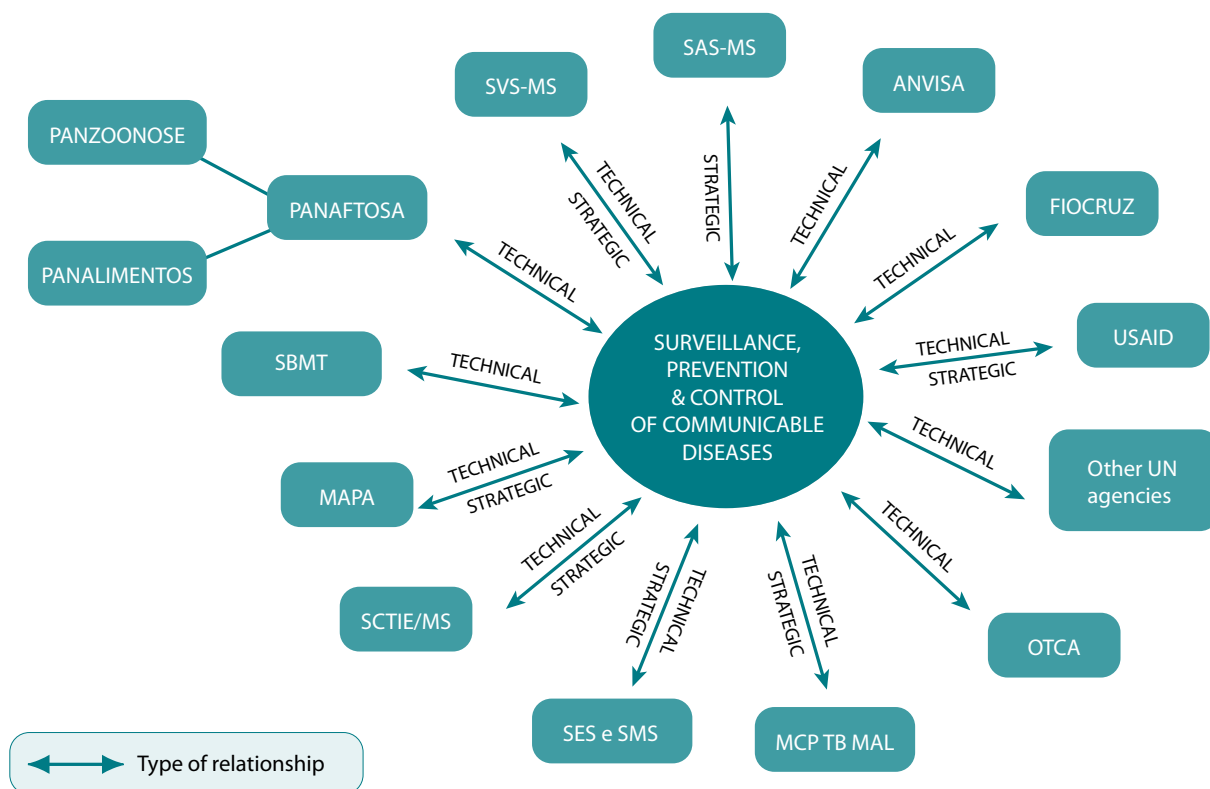 SAS-MS
SVS-MS
ANVISA
PANZOONOSE
PANAFTOSA
PANALIMENTOS
FIOCRUZ
TECHNICAL
STRATEGIC
STRATEGIC
TECHNICAL
TECHNICAL
TECHNICAL
SBMT
TECHNICAL
SURVEILLANCE,
PREVENTION
& CONTROL
OF COMMUNICABLE
DISEASES
TECHNICAL
STRATEGIC
USAID
MAPA
TECHNICAL
STRATEGIC
TECHNICAL
Other UN
agencies
SCTIE/MS
TECHNICAL
STRATEGIC
STRATEGIC
TECHNICAL
TECHNICAL
STRATEGIC
TECHNICAL
OTCA
SES e SMS
MCP TB MAL
Type of relationship